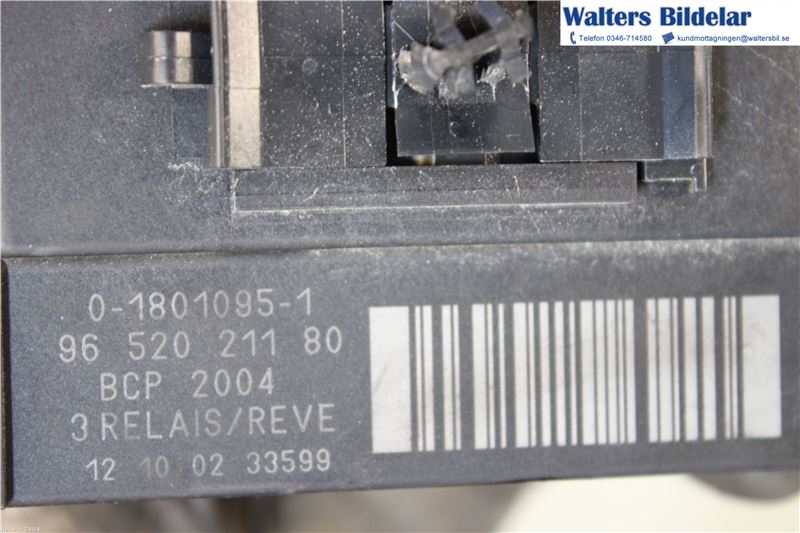 Walters Bildelar
Telefon 0346-714580 kundmottagningen@waltersbil.se
0-1801095-1
96 520 211 80
BCP 2004
3 RELAIS/REVE
12 10 02 33599